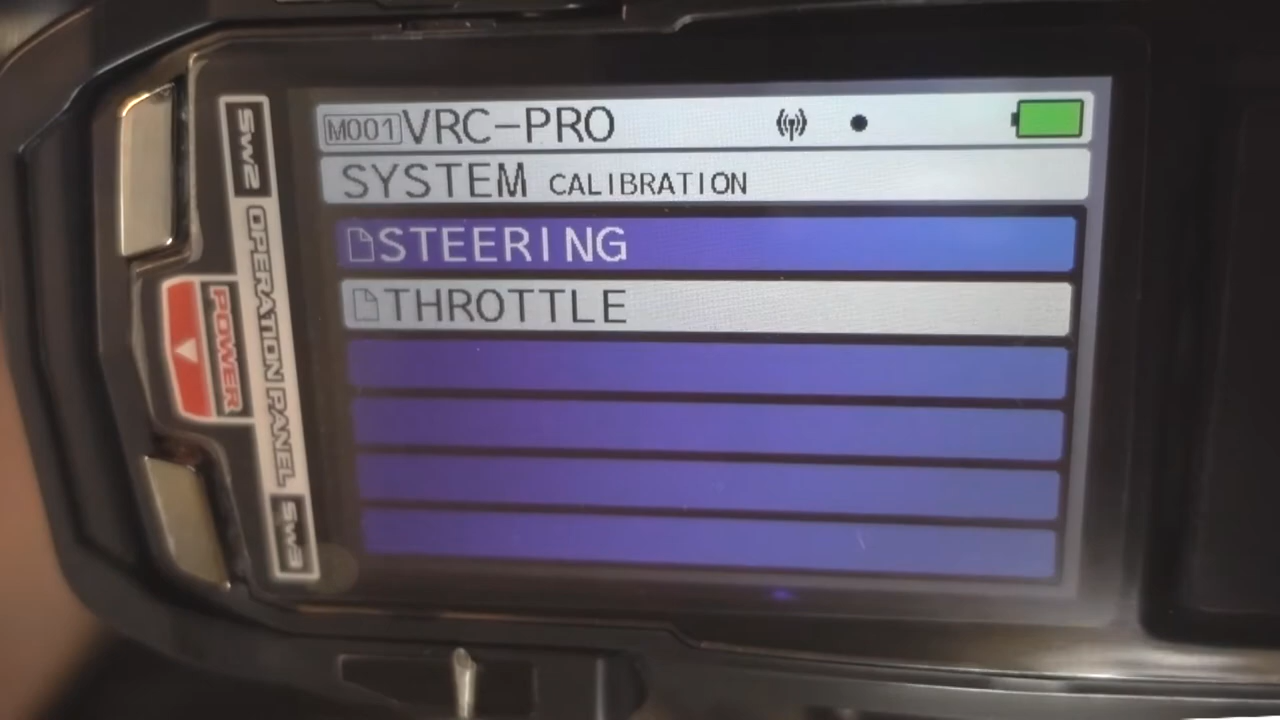 M001 VRC-PRO
SYSTEM CALIBRATION
STEERING
THROTTLE
SW2
OPERATION PANEL
POWER
SW3